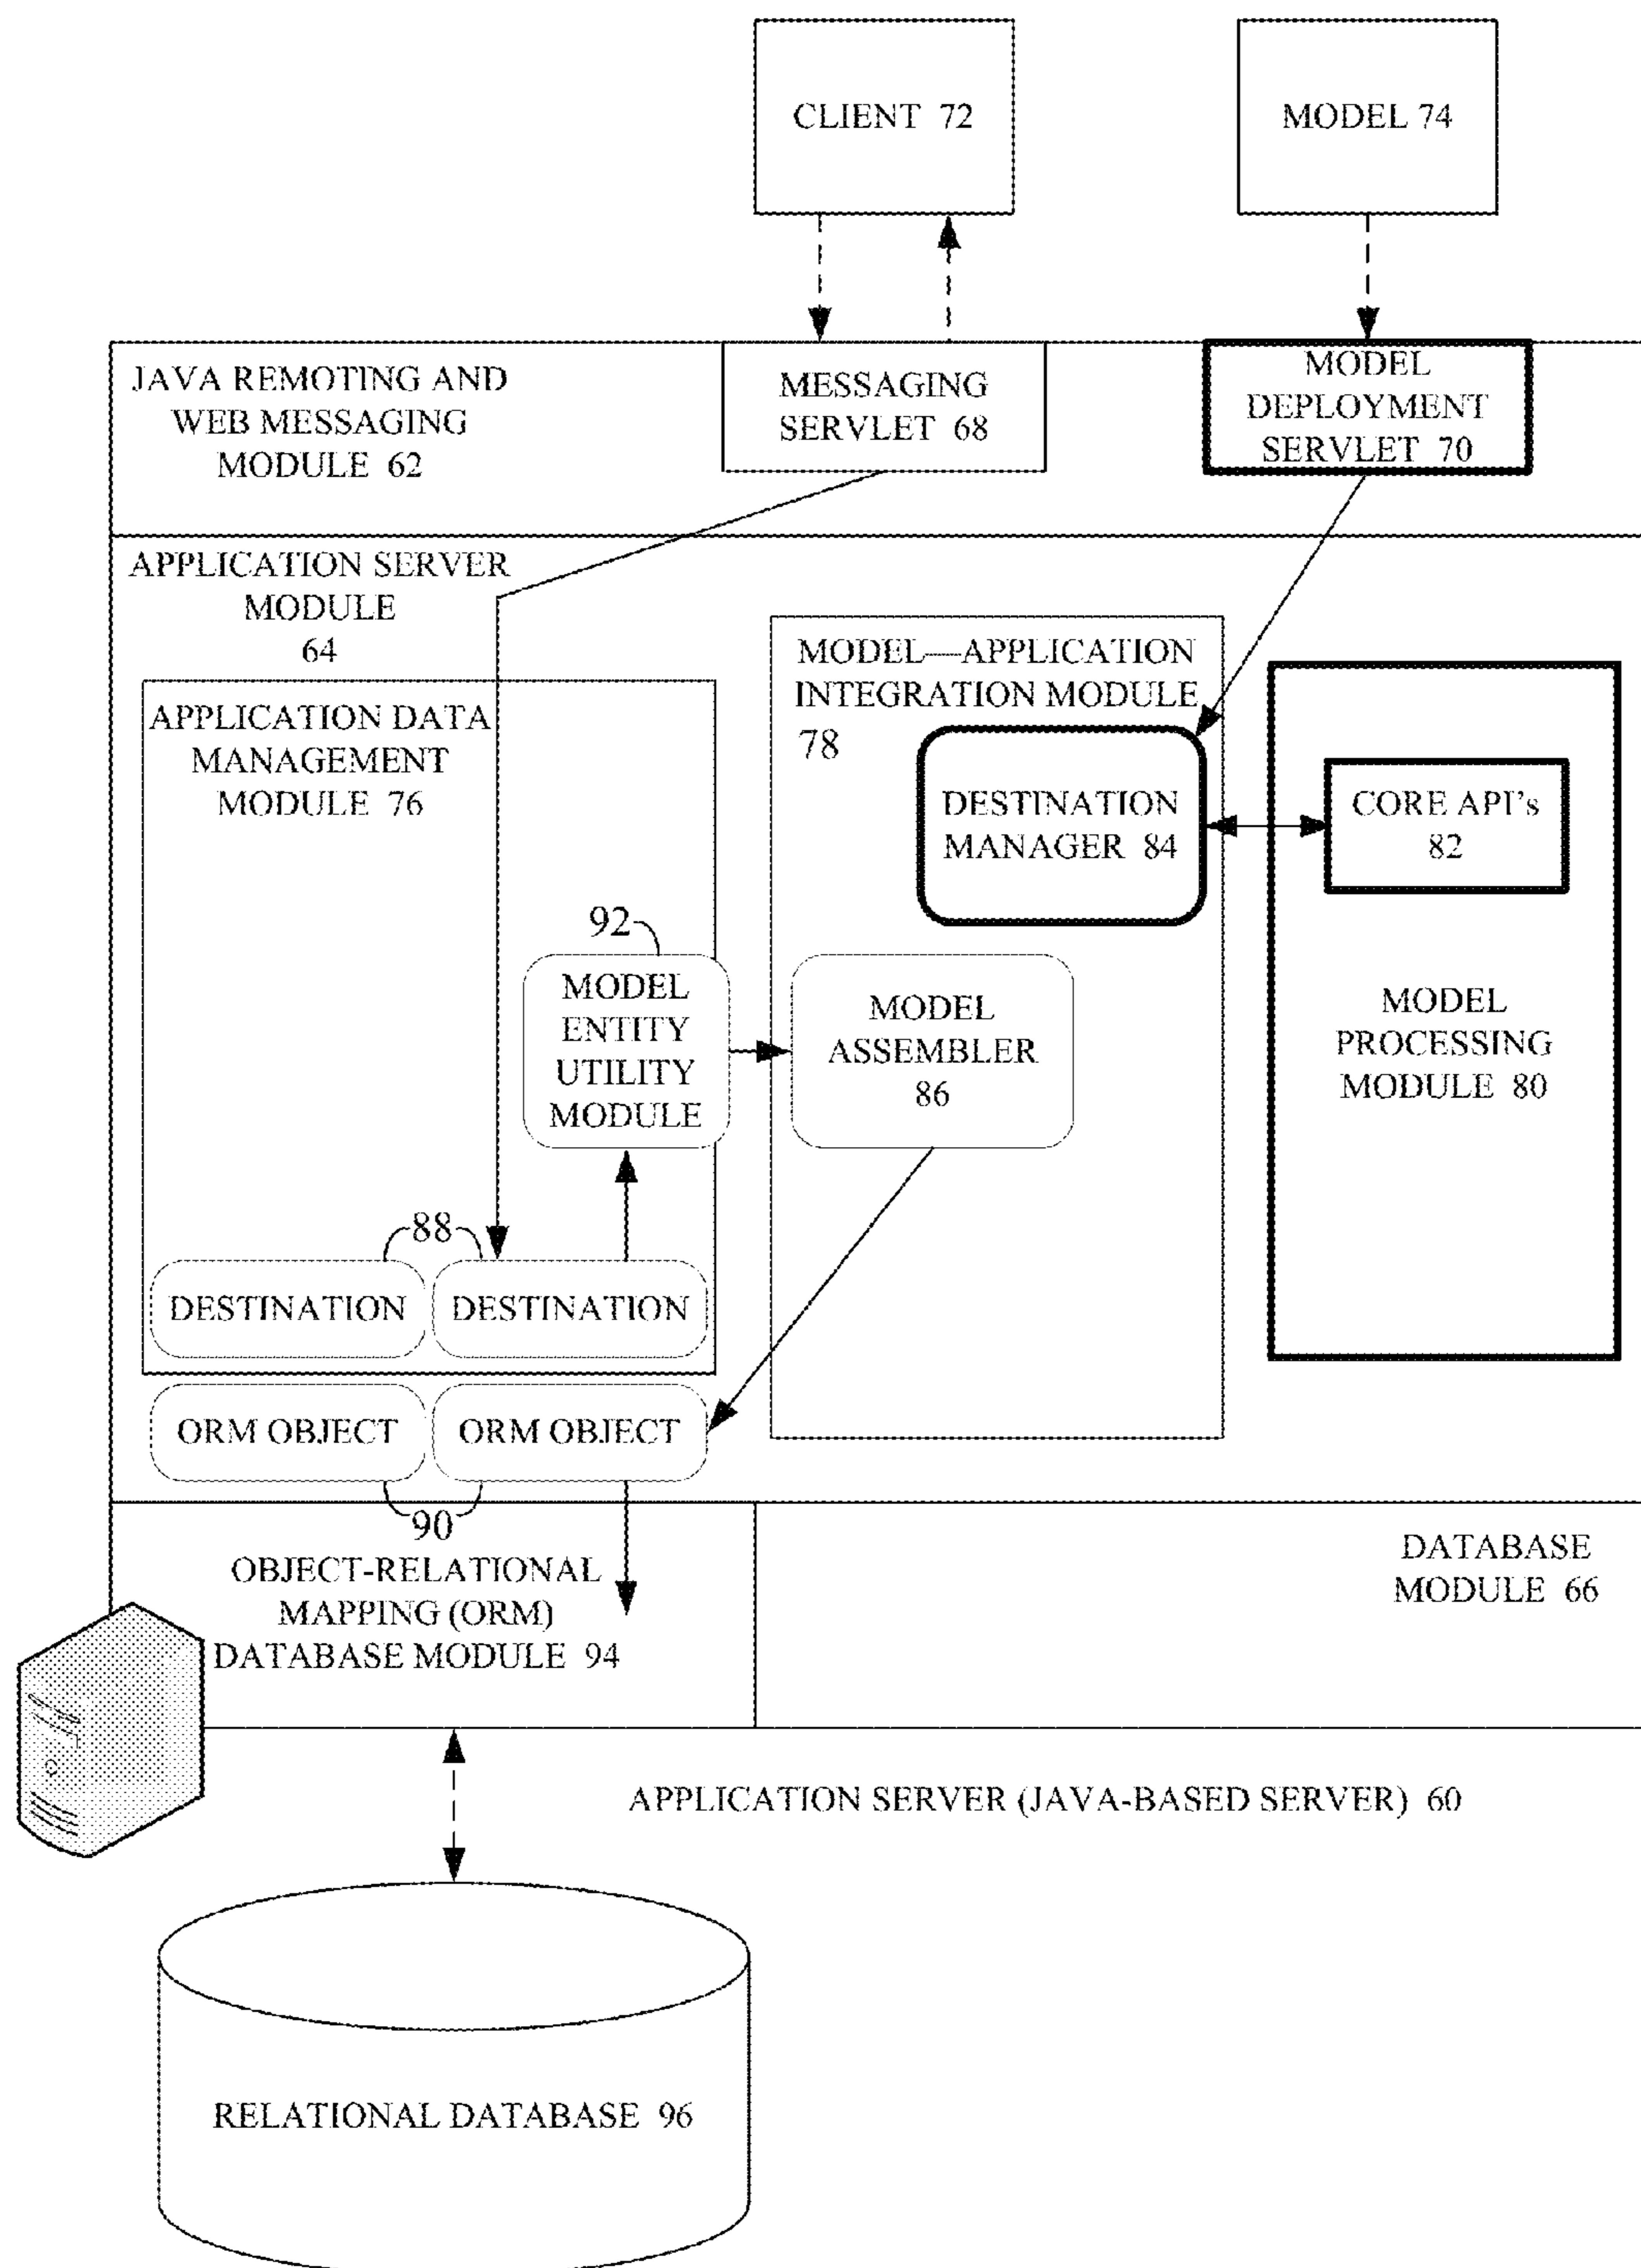 CLIENT 72
MODEL 74
JAVA REMOTING AND
WEB MESSAGING
MODULE 62
MESSAGING
SERVLET 68
MODEL
DEPLOYMENT
SERVLET 70
APPLICATION SERVER
MODULE
64
APPLICATION DATA
MANAGEMENT
MODULE 76
MODEL—APPLICATION
INTEGRATION MODULE
78
DESTINATION
MANAGER 84
CORE API's
82
MODEL
PROCESSING
MODULE 80
92
MODEL
ENTITY
UTILITY
MODULE
MODEL
ASSEMBLER
86
88
DESTINATION
DESTINATION
ORM OBJECT
ORM OBJECT
90
OBJECT-RELATIONAL
MAPPING (ORM)
DATABASE MODULE 94
DATABASE
MODULE 66
APPLICATION SERVER (JAVA-BASED SERVER) 60
RELATIONAL DATABASE 96